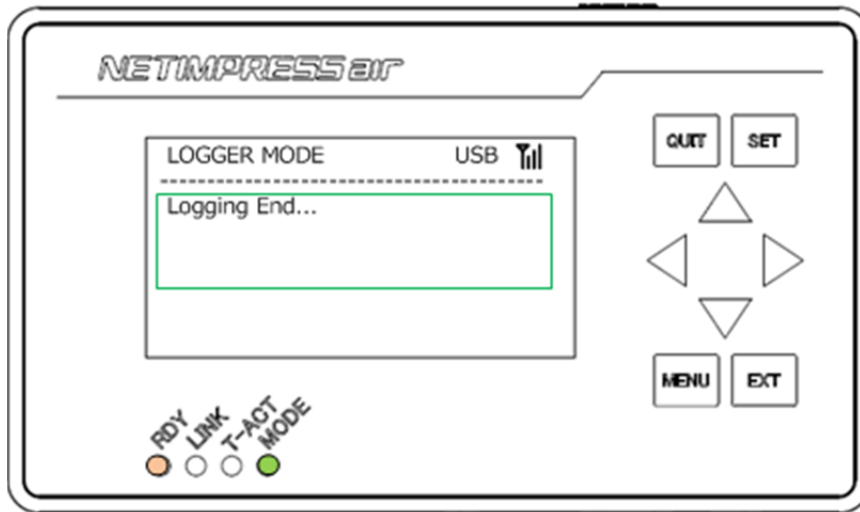 NETIMPRESS air
LOGGER MODE USB
Logging End...
QUIT SET
MENU EXT
RDY LINK T-ACT MODE